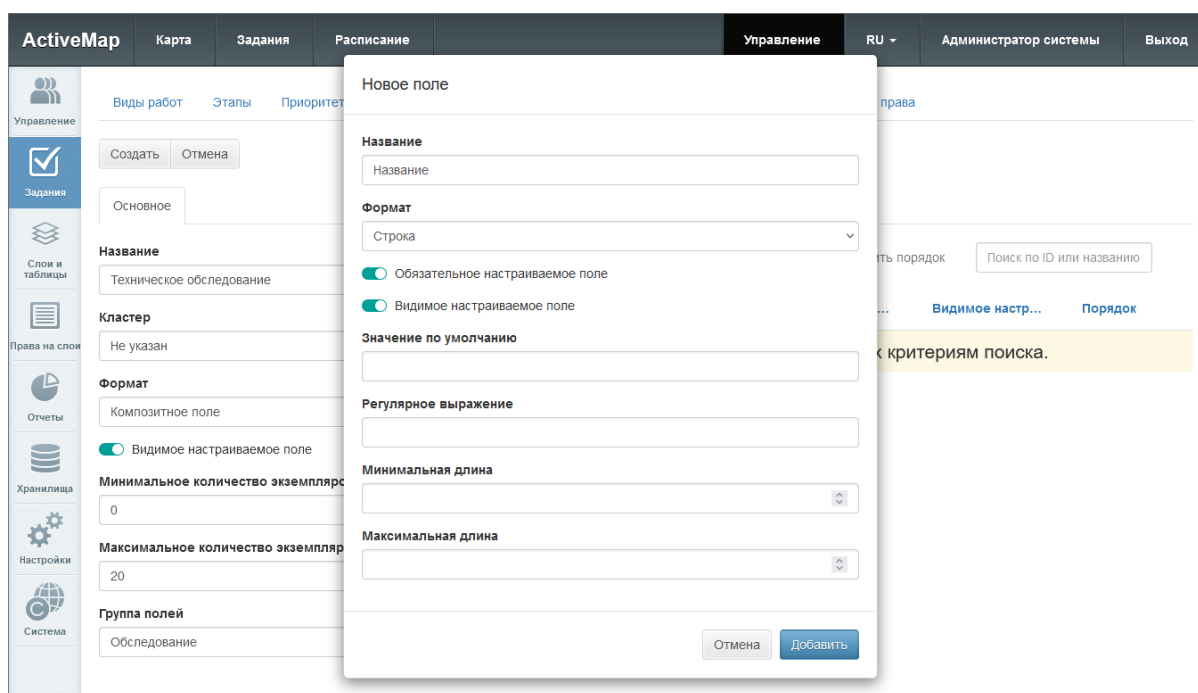 ActiveMap Карта Задания Расписание Управление RU Администратор системы Выход
Управление
Задания
Слои и
таблицы
Права на слои
Отчеты
Хранилища
Настройки
Система
Виды работ Этапы Приоритет права
Создать Отмена
Основное
Название
Техническое обследование
Кластер
Не указан
Формат
Композитное поле
Видимое настраиваемое поле
Минимальное количество экземпляро
0
Максимальное количество экземпляр
20
Группа полей
Обследование
Новое поле
Название
Название
Формат
Строка
Обязательное настраиваемое поле
Видимое настраиваемое поле
Значение по умолчанию
Регулярное выражение
Минимальная длина
Максимальная длина
Отмена Добавить
ть порядок Поиск по ID или названию
... Видимое настр... Порядок
критериям поиска.